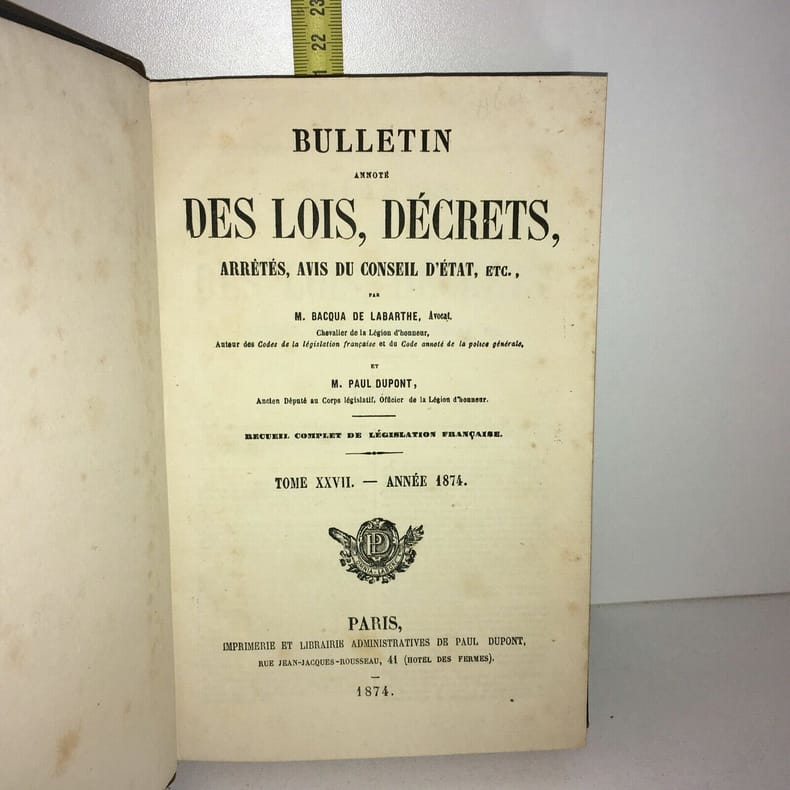 23
22
BULLETIN
ANNOTÉ
DES LOIS, DÉCRETS,
ARRÊTÉS, AVIS DU CONSEIL D'ÉTAT, ETC.,
PAR
M. BACQUA DE LABARTHE, Avocat,
Chevalier de la Légion d'honneur,
Auteur des Codes de la législation française et du Code annoté de la police générale,
ET
M. PAUL DUPONT,
Ancien Député au Corps législatif, Officier de la Légion d'honneur.
RECUEIL COMPLET DE LÉGISLATION FRANÇAISE.
TOME XXVII. — ANNÉE 1874.
PD
PARIS,
IMPRIMERIE ET LIBRAIRIE ADMINISTRATIVES DE PAUL DUPONT,
RUE JEAN-JACQUES-ROUSSEAU, 41 (HOTEL DES FERMES).
1874.